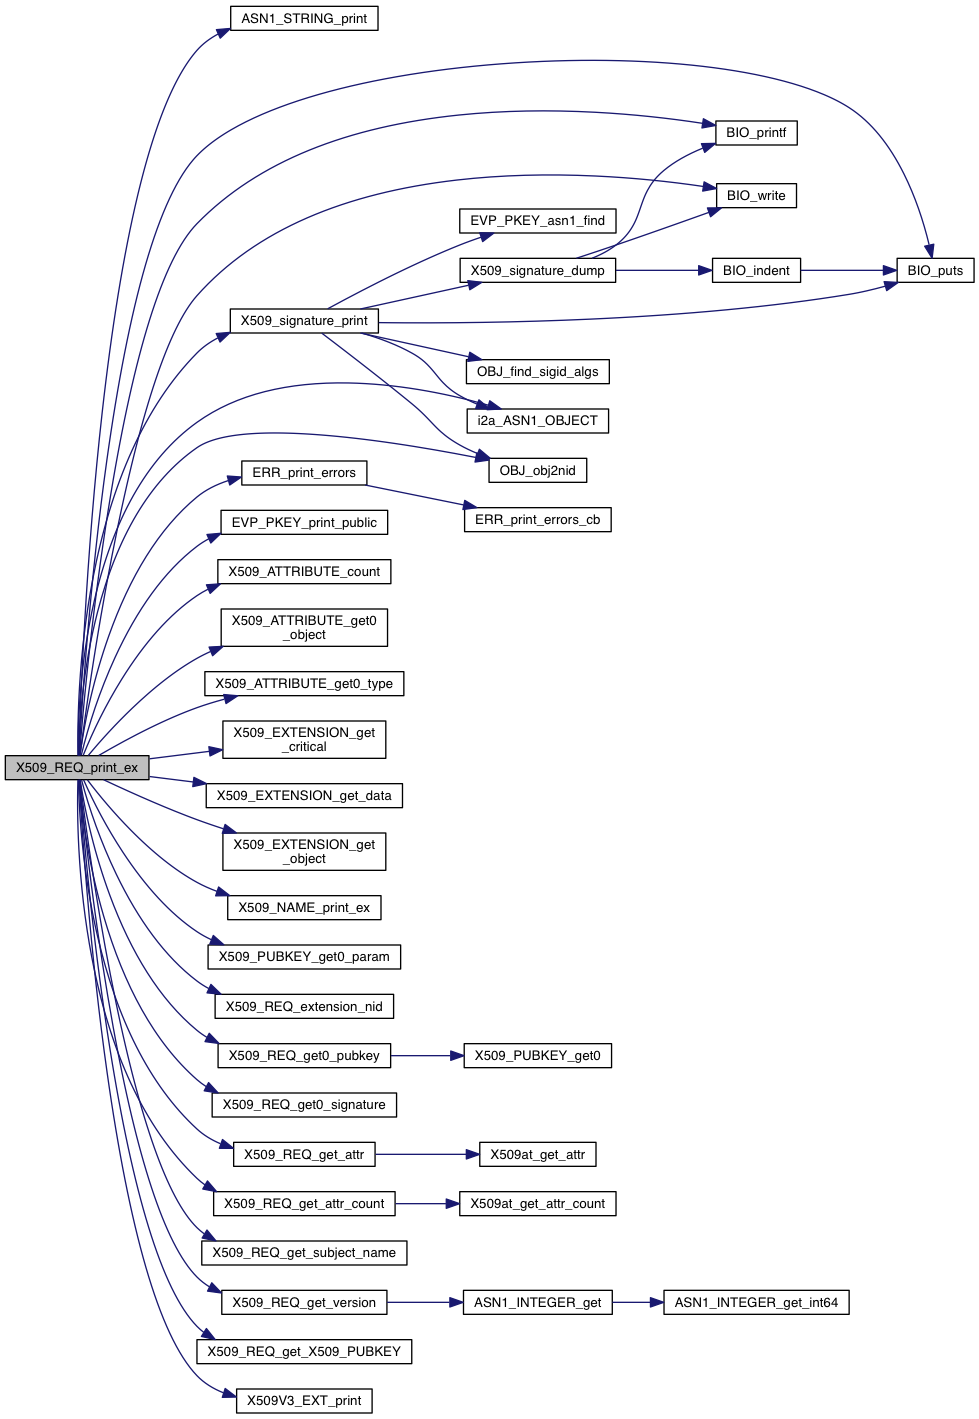 ASN1_STRING_print
BIO_printf
BIO_write
EVP_PKEY_asn1_find
X509_signature_dump
BIO_indent
BIO_puts
X509_signature_print
OBJ_find_sigid_algs
i2a_ASN1_OBJECT
OBJ_obj2nid
ERR_print_errors
ERR_print_errors_cb
EVP_PKEY_print_public
X509_ATTRIBUTE_count
X509_ATTRIBUTE_get0
_object
X509_ATTRIBUTE_get0_type
X509_EXTENSION_get
_critical
X509_REQ_print_ex
X509_EXTENSION_get_data
X509_EXTENSION_get
_object
X509_NAME_print_ex
X509_PUBKEY_get0_param
X509_REQ_extension_nid
X509_REQ_get0_pubkey
X509_PUBKEY_get0
X509_REQ_get0_signature
X509_REQ_get_attr
X509at_get_attr
X509_REQ_get_attr_count
X509at_get_attr_count
X509_REQ_get_subject_name
X509_REQ_get_version
ASN1_INTEGER_get
ASN1_INTEGER_get_int64
X509_REQ_get_X509_PUBKEY
X509V3_EXT_print